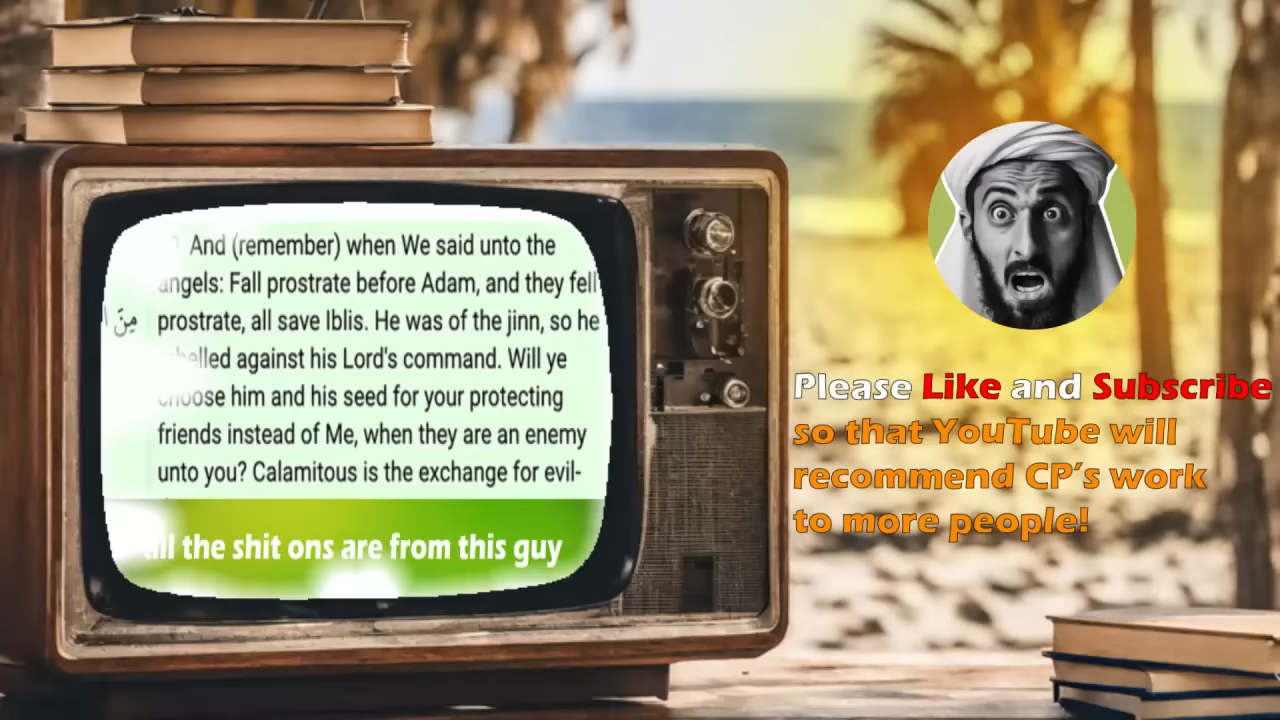 And (remember) when We said unto the
angels: Fall prostrate before Adam, and they fell
prostrate, all save Iblis. He was of the jinn, so he
مِنّ
against his Lord's command. Will ye
choose him and his seed for your protecting
friends instead of Me, when they are an enemy
unto you? Calamitous is the exchange for evil-
all the shit ons are from this guy
Please Like and Subscribe
so that YouTube will
recommend CP's work
to more people!